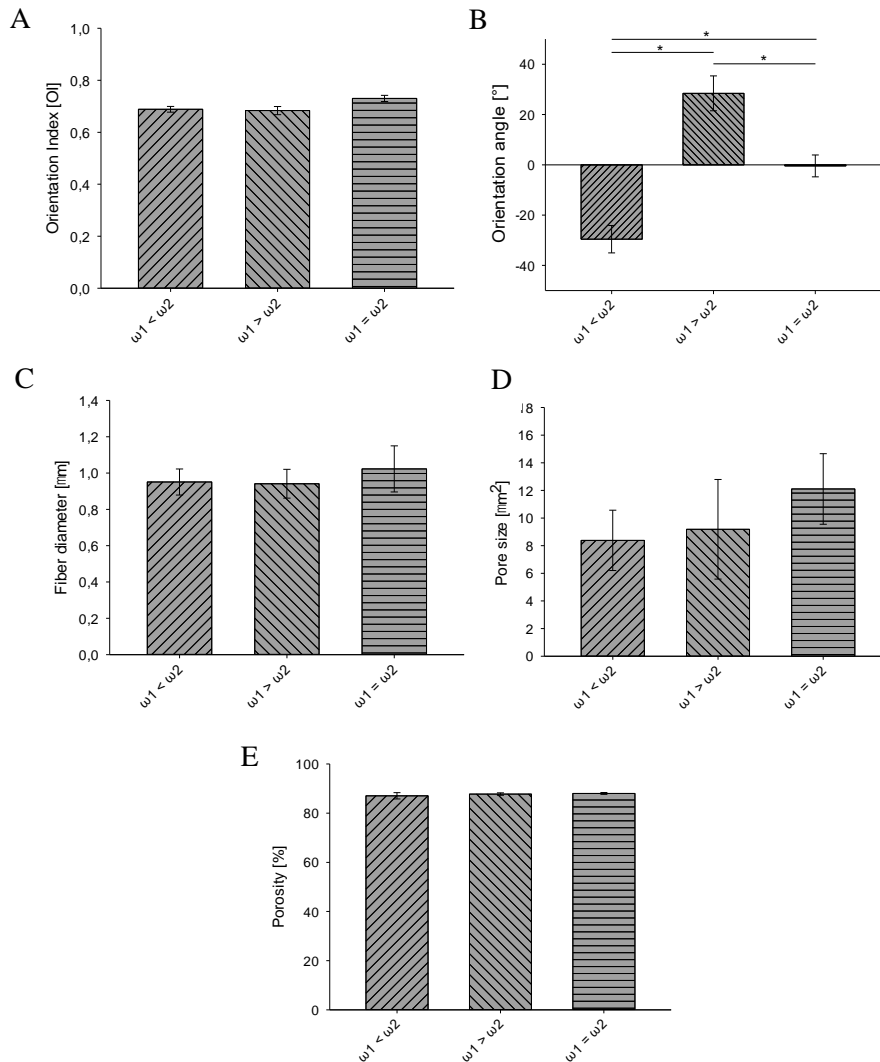 A
Orientation Index [OI]
1,0
0,8
0,6
0,4
0,2
0,0
ω1 < ω2
ω1 > ω2
ω1 = ω2
B
Orientation angle [°]
*
*
*
40
20
0
-20
-40
ω1 < ω2
ω1 > ω2
ω1 = ω2
C
Fiber diameter [mm]
1,4
1,2
1,0
0,8
0,6
0,4
0,2
0,0
ω1 < ω2
ω1 > ω2
ω1 = ω2
D
Pore size [mm²]
18
16
14
12
10
8
6
4
2
0
ω1 < ω2
ω1 > ω2
ω1 = ω2
E
Porosity [%]
100
80
60
40
20
0
ω1 < ω2
ω1 > ω2
ω1 = ω2